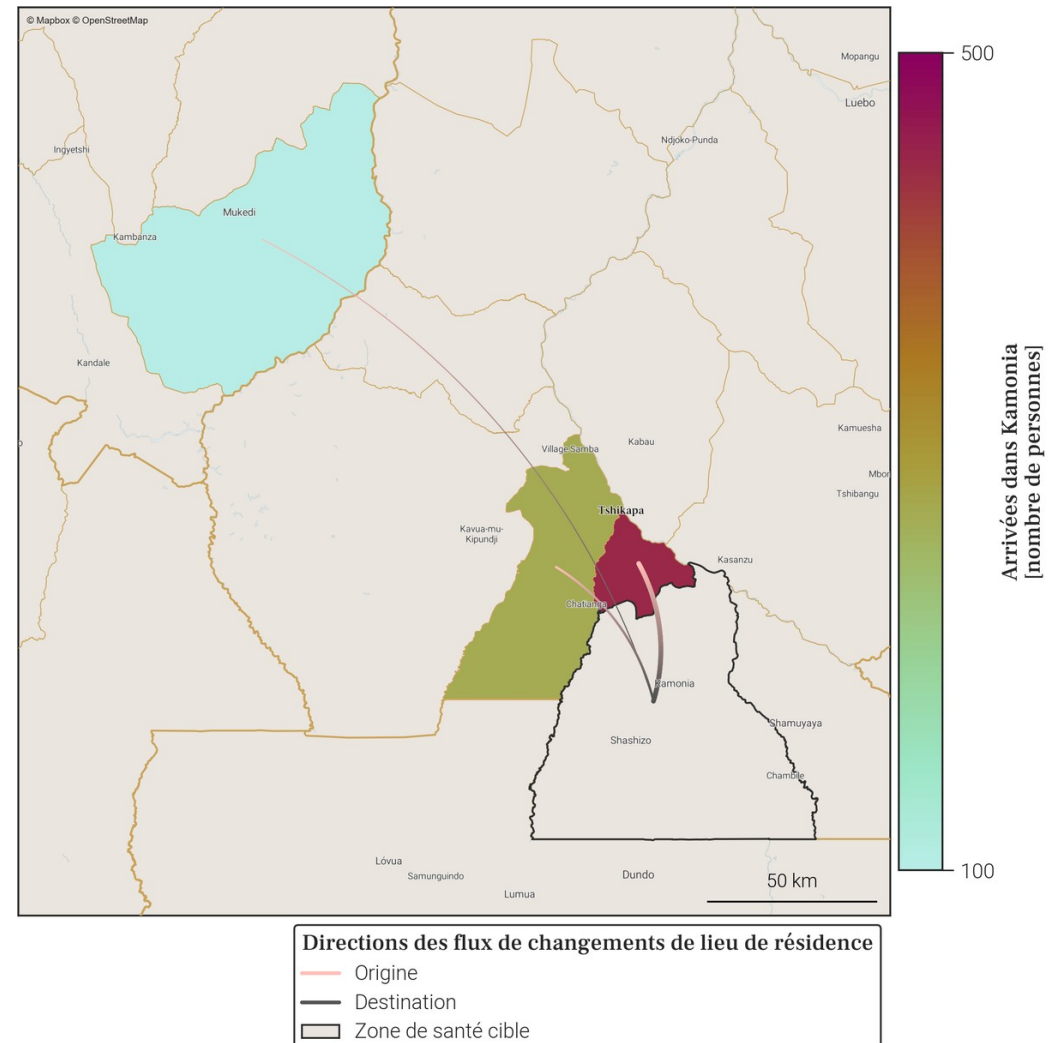 © Mapbox © OpenStreetMap
Mopangu
Luebo
Ndjoko-Punda
Ingyetshi
Mukedi
Kambanza
Kandale
Kamuesha
Village Samba
Kabau
Mbor
Tshibangu
Tshikapa
Kavua-mu-
Kipundji
Kasanzu
Chatianga
Kamonia
Shamuyaya
Shashizo
Chambile
Lóvua
Samunguindo
Dundo
Lumua
50 km
500
100
Arrivées dans Kamonia
[nombre de personnes]
Directions des flux de changements de lieu de résidence
Origine
Destination
Zone de santé cible